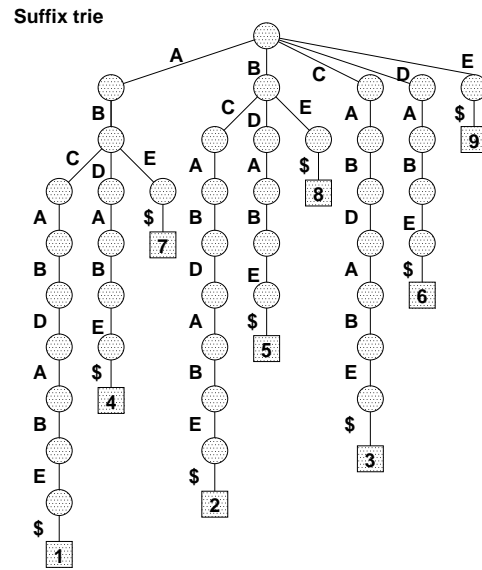 Suffix trie
A B C D E
B C D E A A $
9
C D E A A $ B B
8
A A $ B B D E
7
B B D E A $
6
D E A $ B
5
A $ B E
4
B E $
3
E $
2
$
1